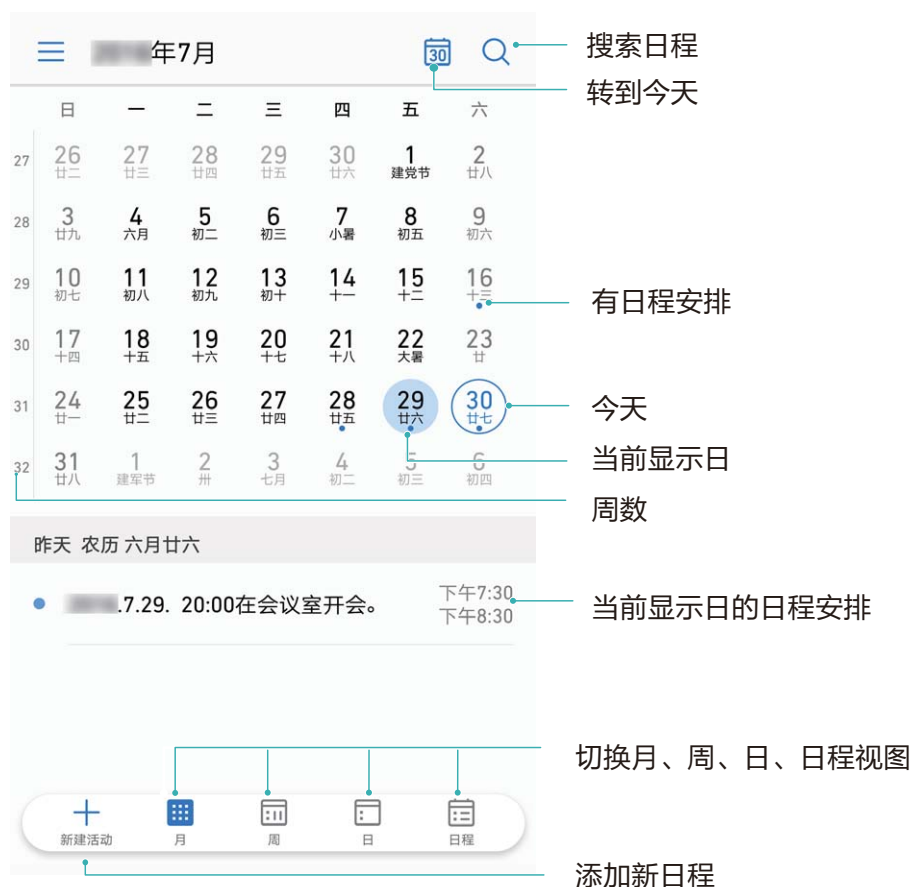 年7月
30
搜索日程
转到今天
日 一 二 三 四 五 六
27 26 27 28 29 30 1 2
廿二 廿三 廿四 廿五 廿六 建党节 廿八
28 3 4 5 6 7 8 9
廿九 六月 初二 初三 小暑 初五 初六
29 10 11 12 13 14 15 16
初七 初八 初九 初十 十一 十二 十三
有日程安排
30 17 18 19 20 21 22 23
十四 十五 十六 十七 十八 大暑 廿
31 24 25 26 27 28 29 30
廿一 廿二 廿三 廿四 廿五 廿六 廿七
今天
当前显示日
32 31 1 2 3 4 5 6
廿八 建军节 卅 七月 初二 初三 初四
周数
昨天 农历 六月廿六
.7.29. 20:00在会议室开会。
下午7:30
下午8:30
当前显示日的日程安排
切换月、周、日、日程视图
新建活动 月 周 日 日程
添加新日程